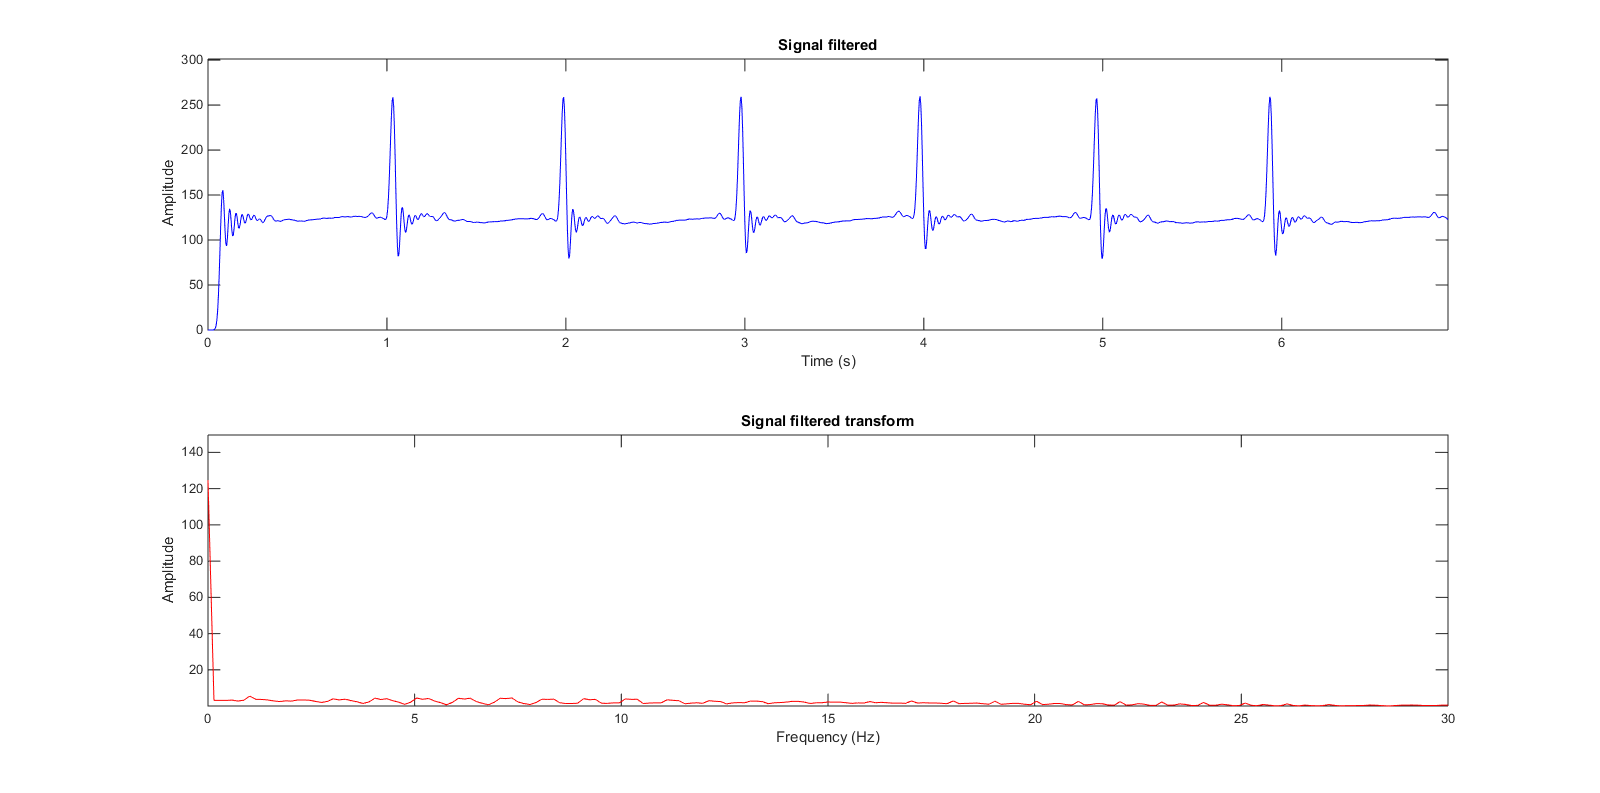 Signal filtered
300
250
200
150
100
50
0
Amplitude
0 1 2 3 4 5 6
Time (s)
Signal filtered transform
140
120
100
80
60
40
20
Amplitude
0 5 10 15 20 25 30
Frequency (Hz)